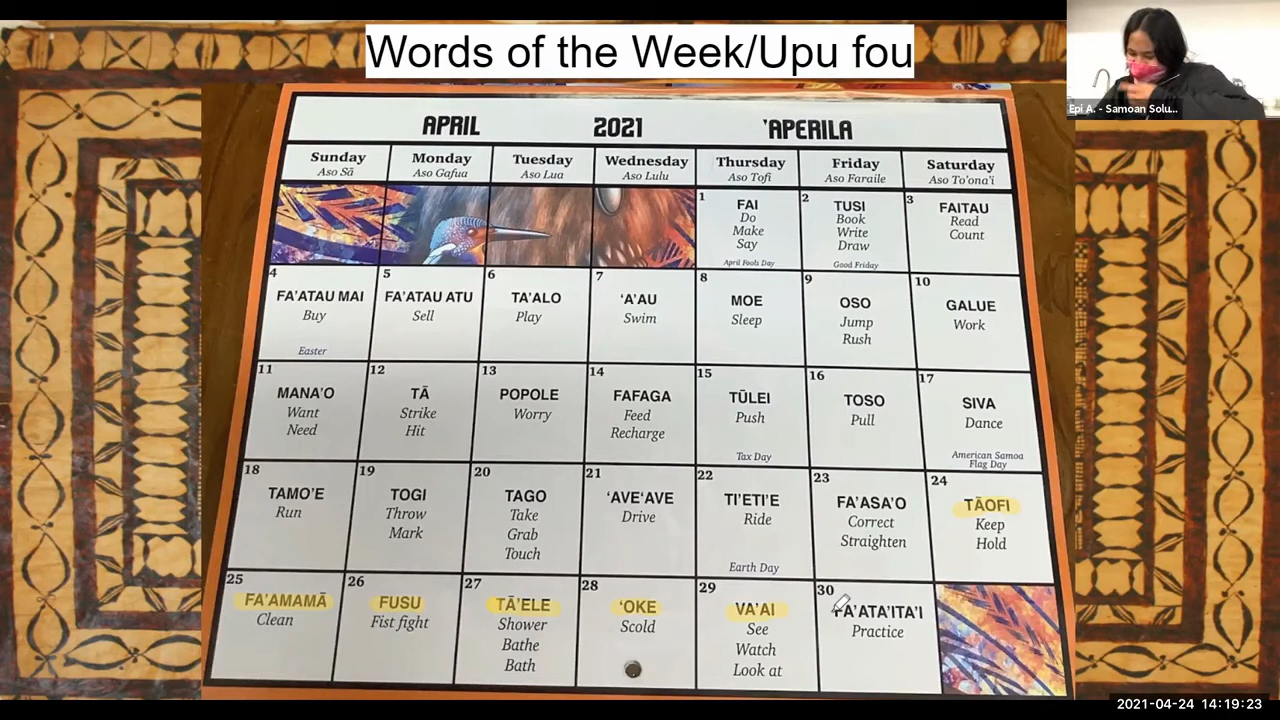 Words of the Week/Upu fou
Epi A. - Samoan Solu...
APRIL 2021 'APERILA
Sunday Monday Tuesday Wednesday Thursday Friday Saturday
Aso Sā Aso Gafua Aso Lua Aso Lulu Aso Tofi Aso Faraile Aso To'ona'i
1
FAI
Do
Make
Say
April Fools Day
2
TUSI
Book
Write
Draw
Good Friday
3
FAITAU
Read
Count
4
FA'ATAU MAI
Buy
Easter
5
FA'ATAU ATU
Sell
6
TA'ALO
Play
7
'A'AU
Swim
8
MOE
Sleep
9
OSO
Jump
Rush
10
GALUE
Work
11
MANA'O
Want
Need
12
TĀ
Strike
Hit
13
POPOLE
Worry
14
FAFAGA
Feed
Recharge
15
TŪLEI
Push
Tax Day
16
TOSO
Pull
17
SIVA
Dance
American Samoa
Flag Day
18
TAMO'E
Run
19
TOGI
Throw
Mark
20
TAGO
Take
Grab
Touch
21
'AVE'AVE
Drive
22
TI'ETI'E
Ride
Earth Day
23
FA'ASA'O
Correct
Straighten
24
TĀOFI
Keep
Hold
25
FA'AMAMĀ
Clean
26
FUSU
Fist fight
27
TĀ'ELE
Shower
Bathe
Bath
28
'OKE
Scold
29
VA'AI
See
Watch
Look at
30
FA'ATA'ITA'I
Practice
2021-04-24 14:19:23